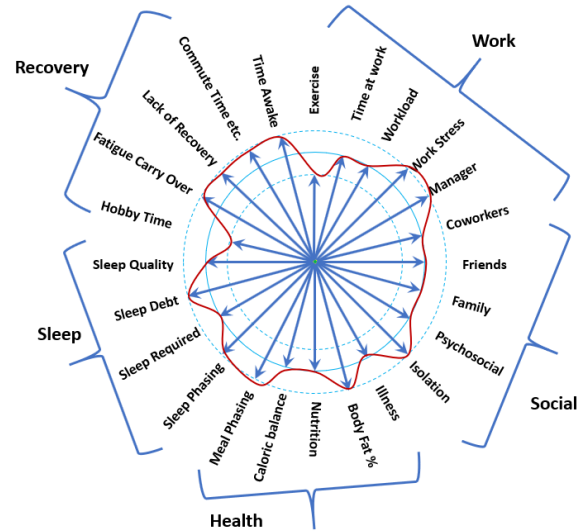 Work
Recovery
Exercise
Time at work
Workload
Work Stress
Manager
Coworkers
Friends
Family
Psychosocial
Isolation
Social
Illness
Body Fat %
Nutrition
Health
Caloric balance
Meal Phasing
Sleep Phasing
Sleep Required
Sleep Debt
Sleep Quality
Sleep
Hobby Time
Fatigue Carry Over
Lack of Recovery
Commute Time etc.
Time Awake